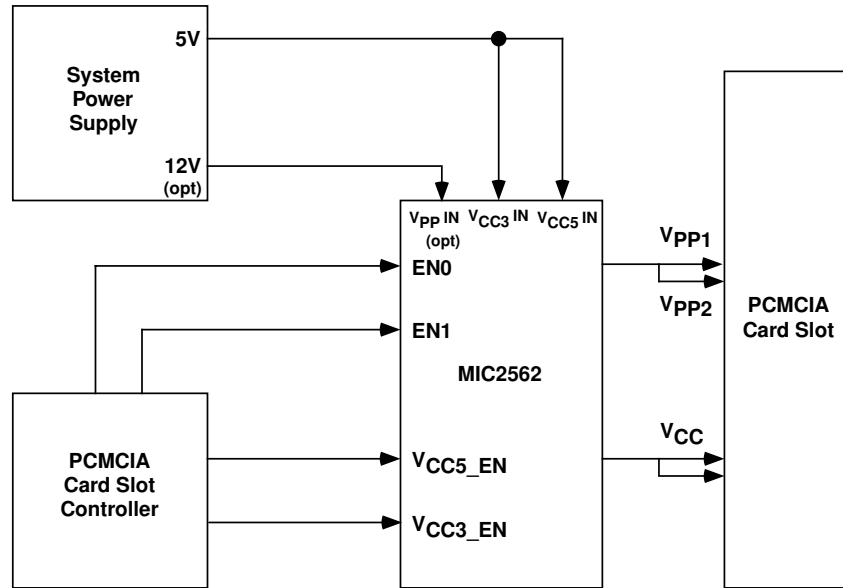 5V
System
Power
Supply
12V
(opt)
VPP IN
(opt)
VCC3 IN
VCC5 IN
EN0
EN1
MIC2562
VCC5_EN
VCC3_EN
VPP1
VPP2
VCC
PCMCIA
Card Slot
PCMCIA
Card Slot
Controller